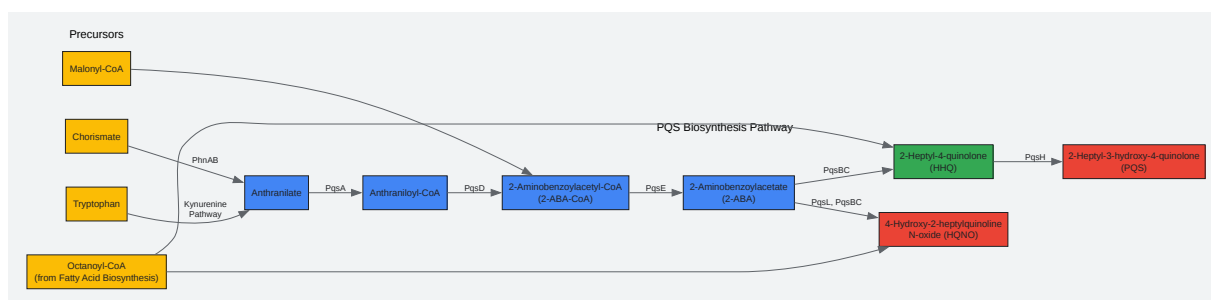 Precursors
Malonyl-CoA
Chorismate
Tryptophan
Octanoyl-CoA
(from Fatty Acid Biosynthesis)
PhnAB
Kynurenine
Pathway
Anthranilate
PqsA
Anthraniloyl-CoA
PqsD
2-Aminobenzoylacetyl-CoA
(2-ABA-CoA)
PqsE
2-Aminobenzoylacetate
(2-ABA)
PQS Biosynthesis Pathway
PqsBC
PqsL, PqsBC
2-Heptyl-4-quinolone
(HHQ)
4-Hydroxy-2-heptylquinoline
N-oxide (HQNO)
PqsH
2-Heptyl-3-hydroxy-4-quinolone
(PQS)